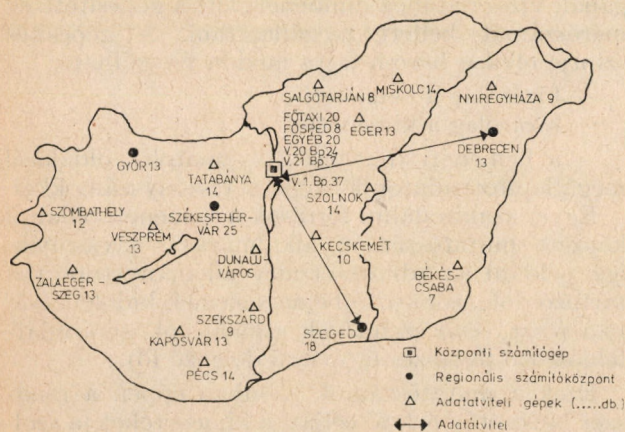 SALGÓTARJÁN 8
MISKOLC 14
NYIREGYHÁZA 9
FŐTAXI 20
FŐSPED 8
EGYÉB 20
V.20 Bp.24
V.21 Bp. 7
EGER 13
DEBRECEN
13
GYŐR 13
TATABÁNYA
14
V. 1. Bp. 37
SZOLNOK
14
SZOMBATHELY
12
SZÉKESFEHÉR-
VÁR 25
VESZPRÉM
13
KECSKEMÉT
10
DUNAÚJ-
VÁROS
ZALAEGER-
SZEG 13
BÉKÉS-
CSABA
7
SZEKSZÁRD
9
SZEGED
18
KAPOSVÁR 13
PÉCS 14
Központi számítógép
Regionális számítóközpont
Adatátviteli gépek (.....db.)
Adatátvitel